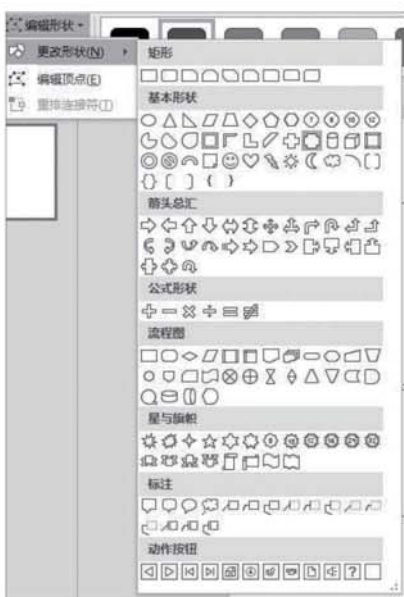 编辑形状
更改形状(N)
编辑顶点(E)
重排连接符(I)
矩形
基本形状
箭头总汇
公式形状
流程图
星与旗帜
标注
动作按钮